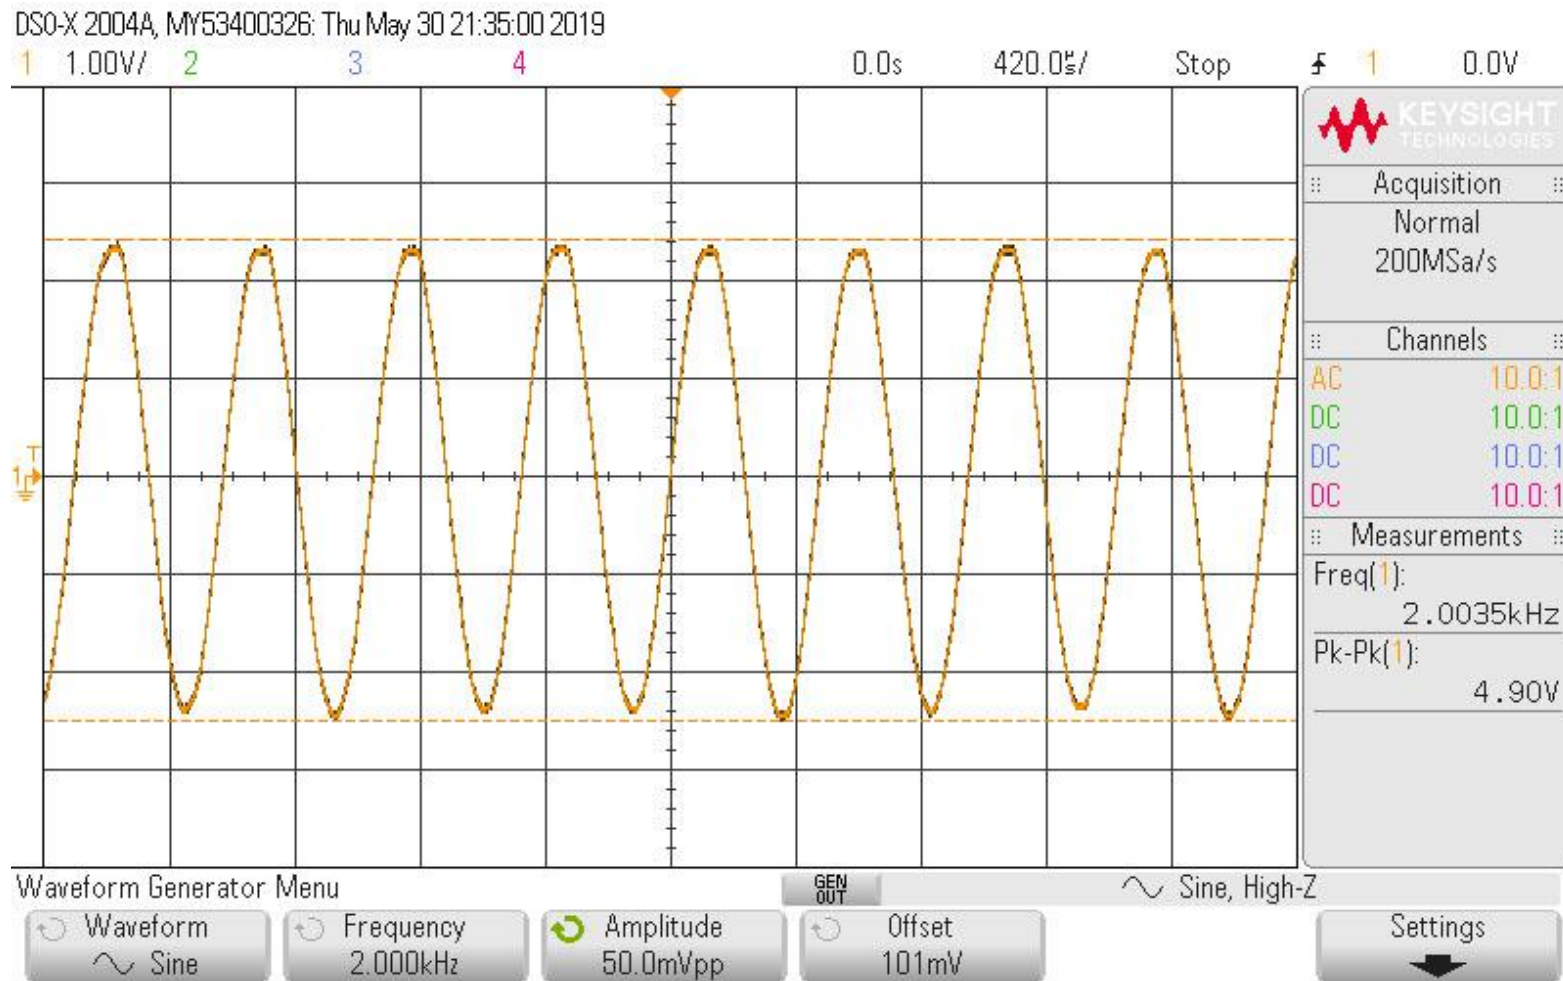 DSO-X 2004A, MY53400326: Thu May 30 21:35:00 2019
1 1.00V/ 2 3 4 0.0s 420.0µs/ Stop 1 0.0V
KEYSIGHT
TECHNOLOGIES
Acquisition
Normal
200MSa/s
Channels
AC 10.0:1
DC 10.0:1
DC 10.0:1
DC 10.0:1
Measurements
Freq(1):
2.0035kHz
Pk-Pk(1):
4.90V
T
1
Waveform Generator Menu
GEN OUT
Sine, High-Z
Waveform
Sine
Frequency
2.000kHz
Amplitude
50.0mVpp
Offset
101mV
Settings